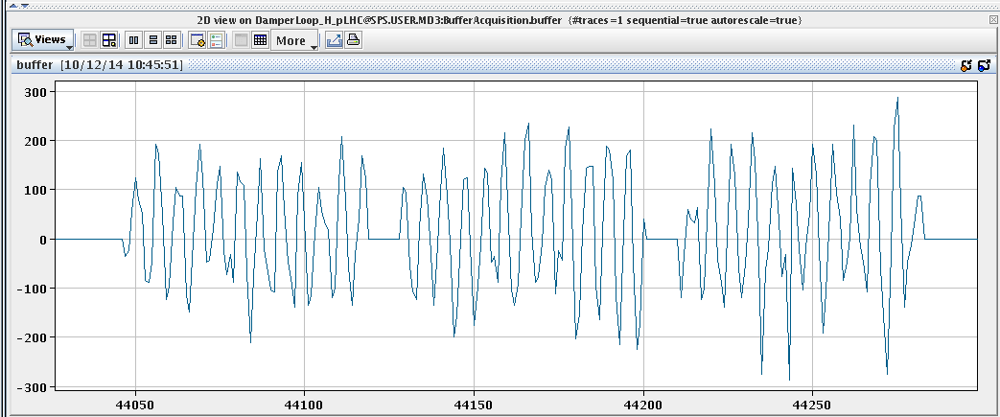 2D view on DamperLoop_H_pLHC@SPS.USER.MD3:BufferAcquisition.buffer {#traces=1 sequential=true autorescale=true}
Views More
buffer [10/12/14 10:45:51]
300
200
100
0
-100
-200
-300
44050 44100 44150 44200 44250